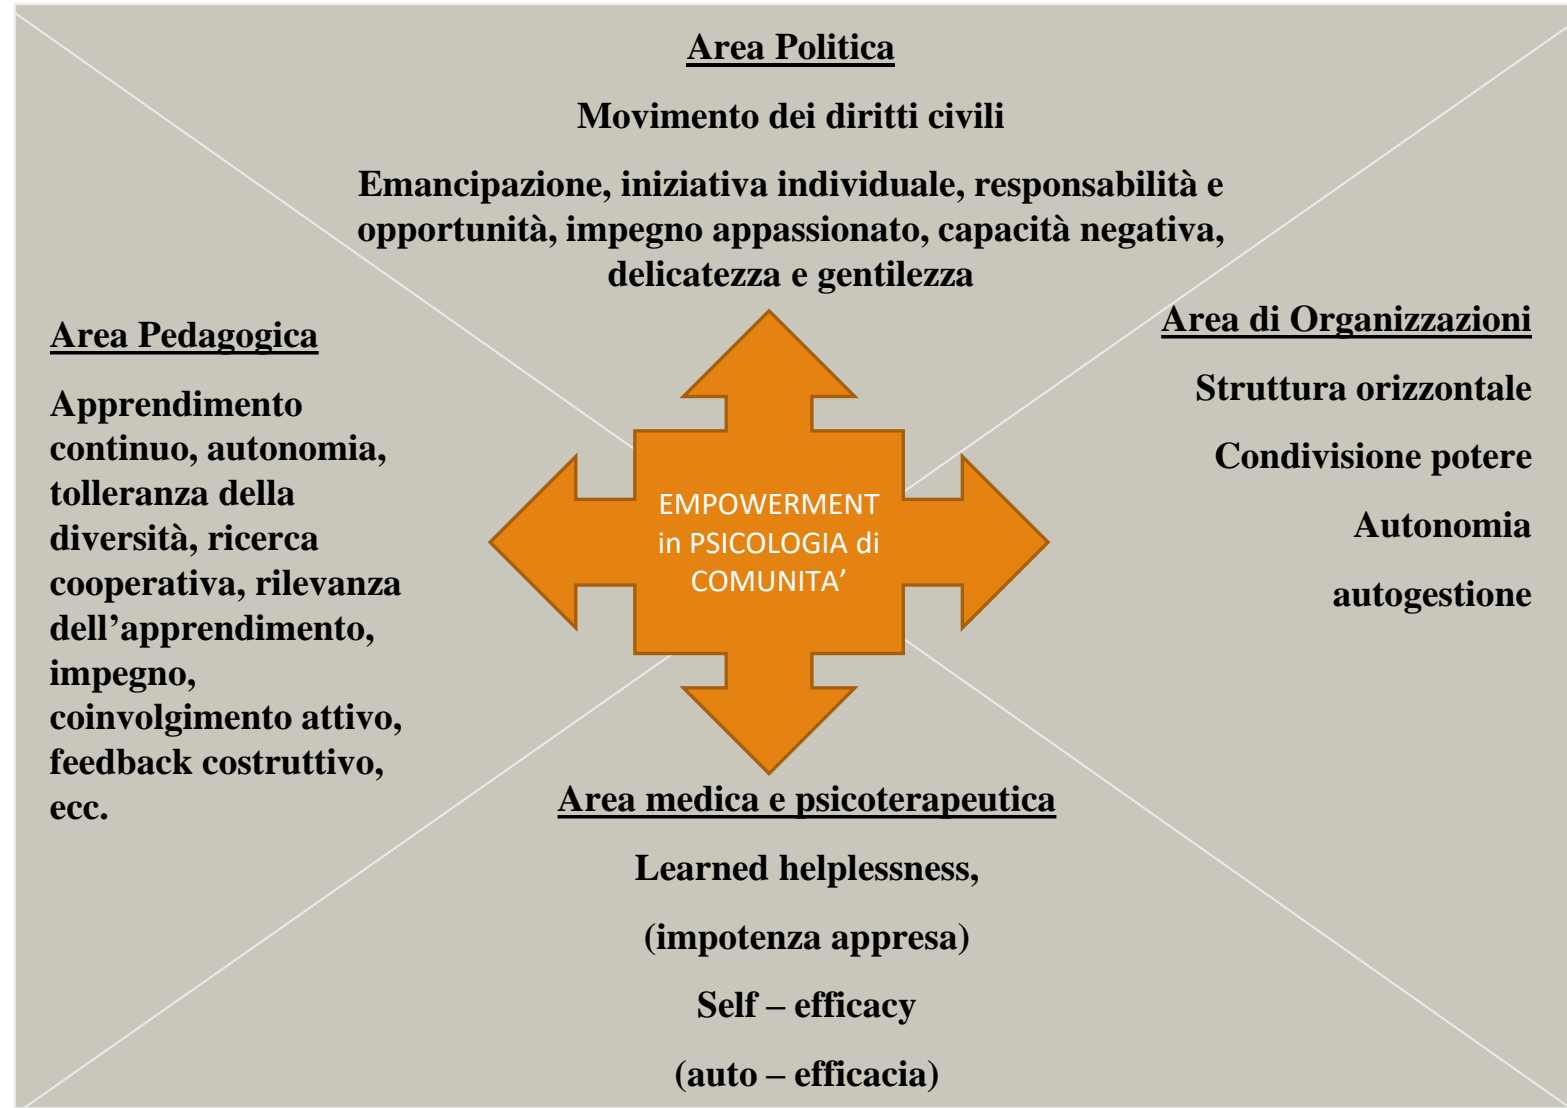 Area Politica
Movimento dei diritti civili
Emancipazione, iniziativa individuale, responsabilità e
opportunità, impegno appassionato, capacità negativa,
delicatezza e gentilezza
Area Pedagogica
Apprendimento
continuo, autonomia,
tolleranza della
diversità, ricerca
cooperativa, rilevanza
dell’apprendimento,
impegno,
coinvolgimento attivo,
feedback costruttivo,
ecc.
EMPOWERMENT
in PSICOLOGIA di
COMUNITA’
Area di Organizzazioni
Struttura orizzontale
Condivisione potere
Autonomia
autogestione
Area medica e psicoterapeutica
Learned helplessness,
(impotenza appresa)
Self – efficacy
(auto – efficacia)